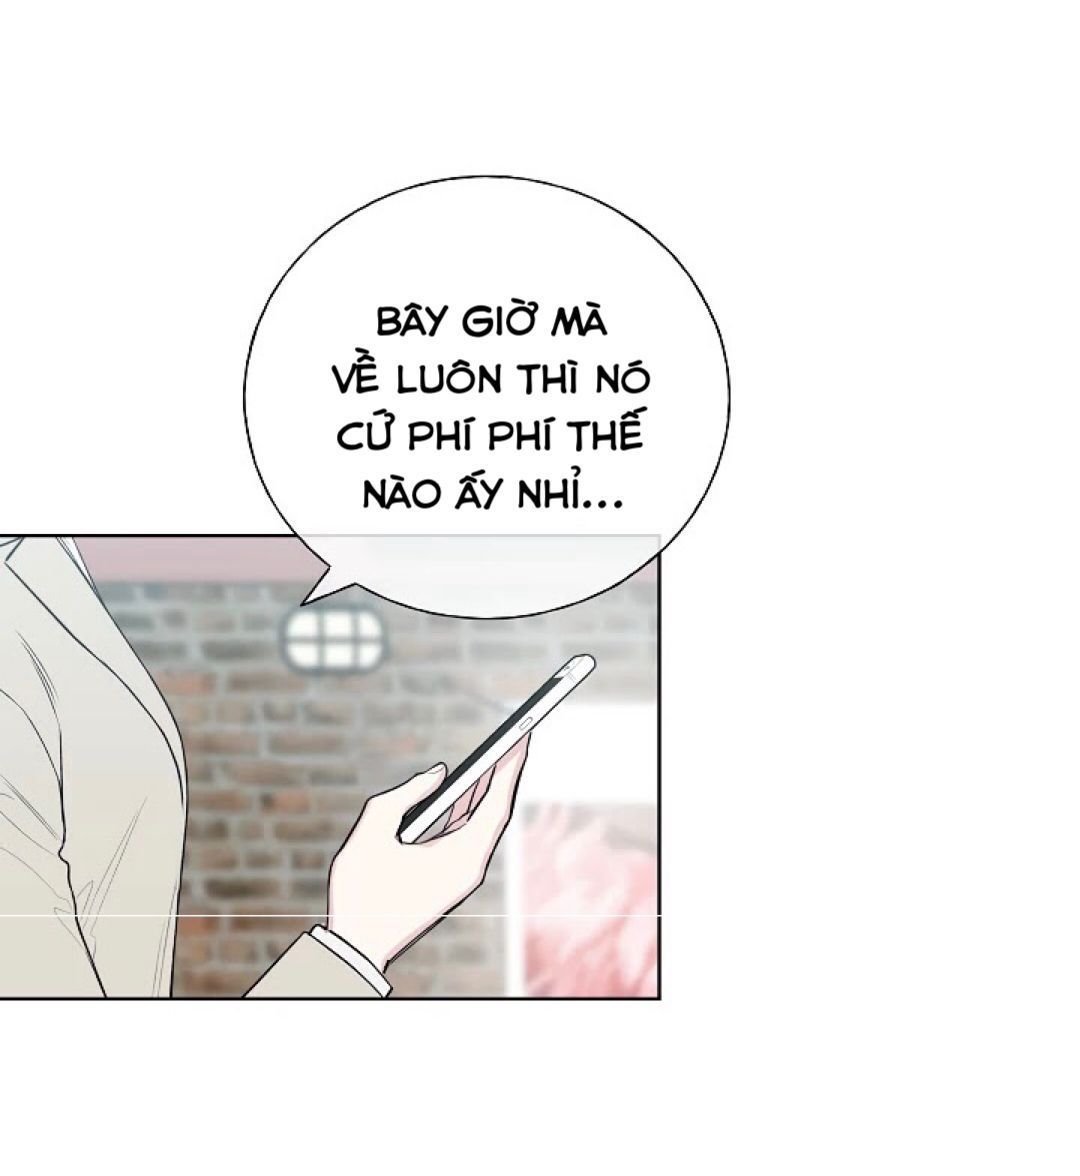 BÂY GIỜ MÀ
VỀ LUÔN THÌ NÓ
CỨ PHÍ PHÍ THẾ
NÀO ẤY NHỈ...